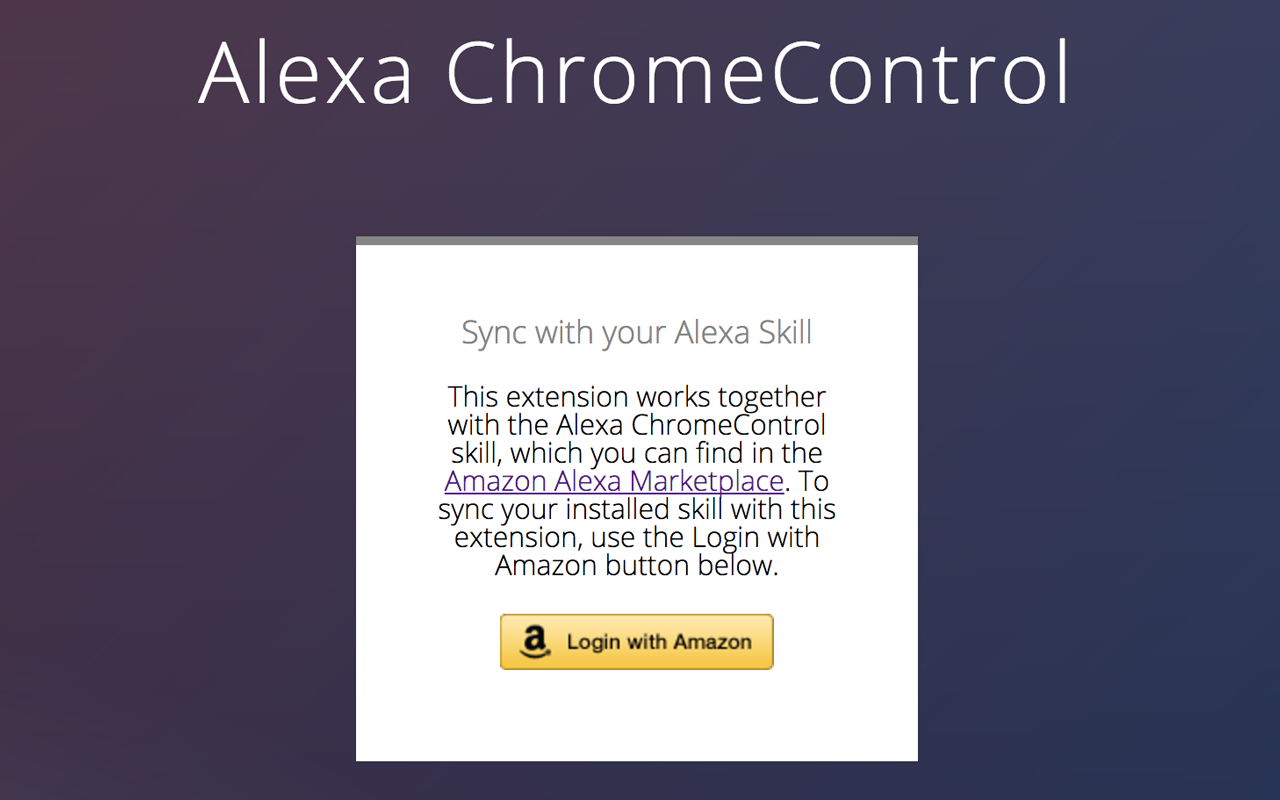 Alexa ChromeControl
Sync with your Alexa Skill
This extension works together
with the Alexa ChromeControl
skill, which you can find in the
Amazon Alexa Marketplace. To
sync your installed skill with this
extension, use the Login with
Amazon button below.
a Login with Amazon